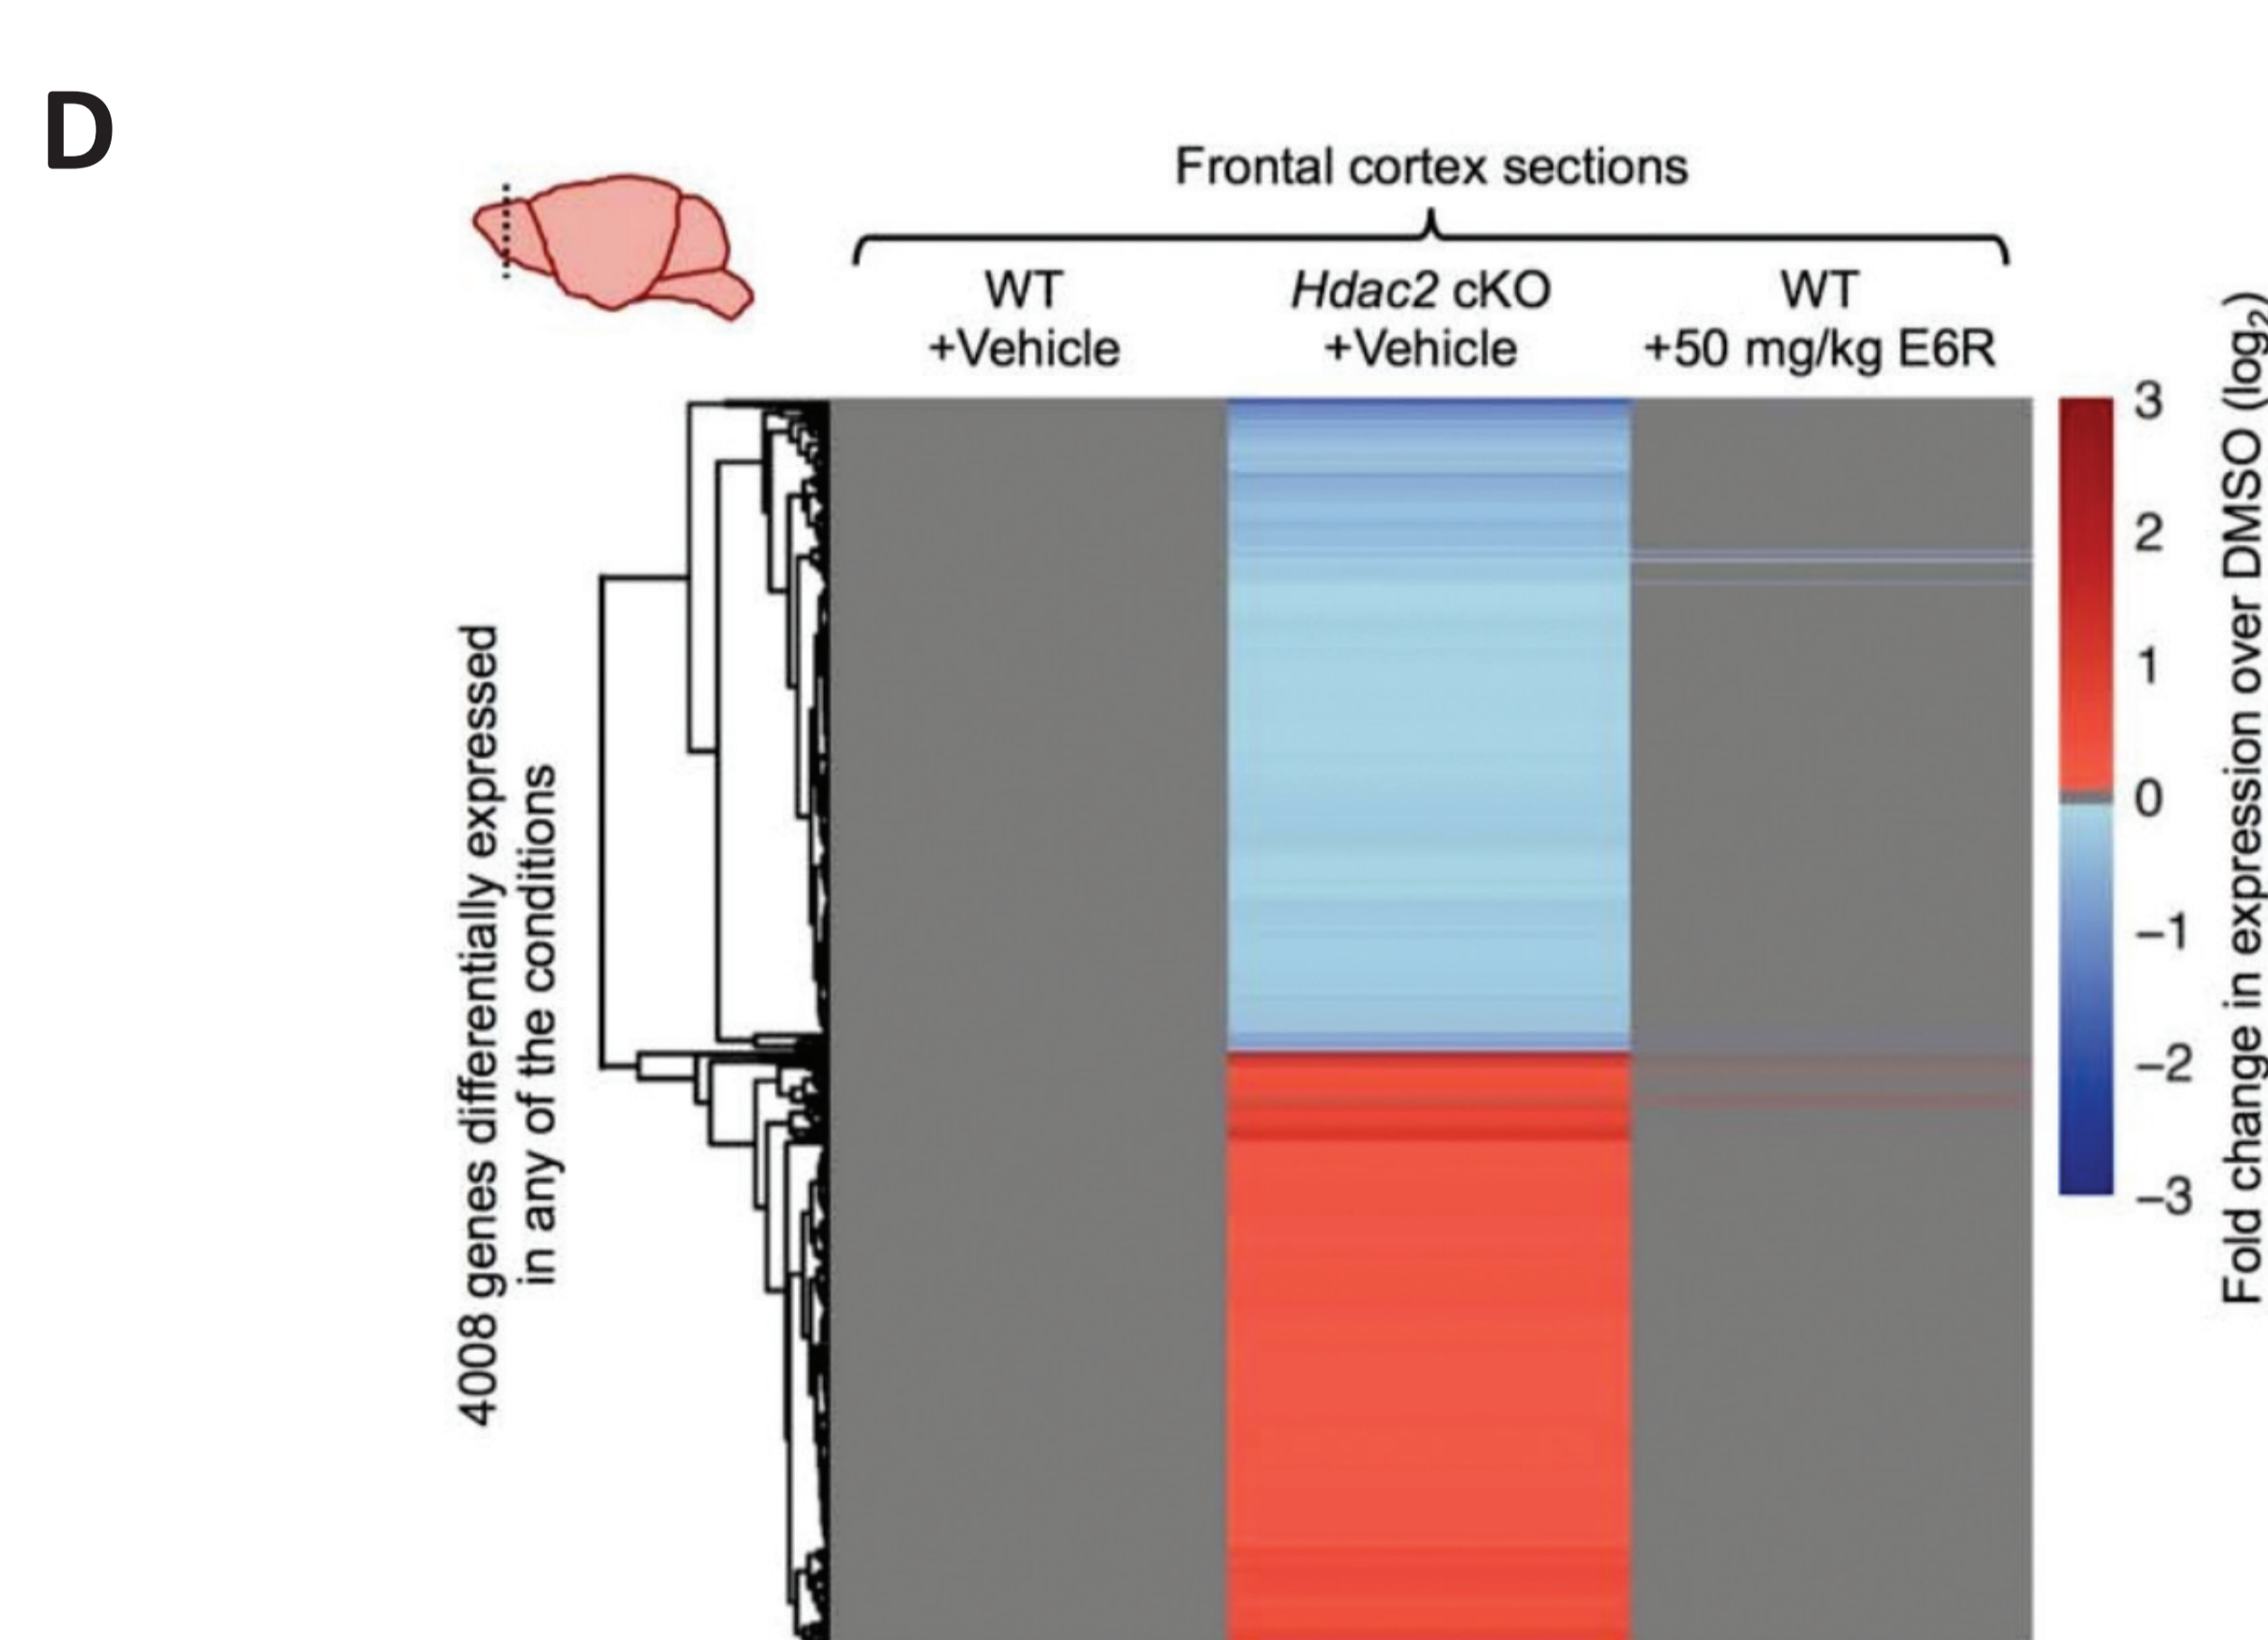 D
Frontal cortex sections
WT
+Vehicle
Hdac2 cKO
+Vehicle
WT
+50 mg/kg E6R
4008 genes differentially expressed
in any of the conditions
3
2
1
0
−1
−2
−3
Fold change in expression over DMSO (log₂)